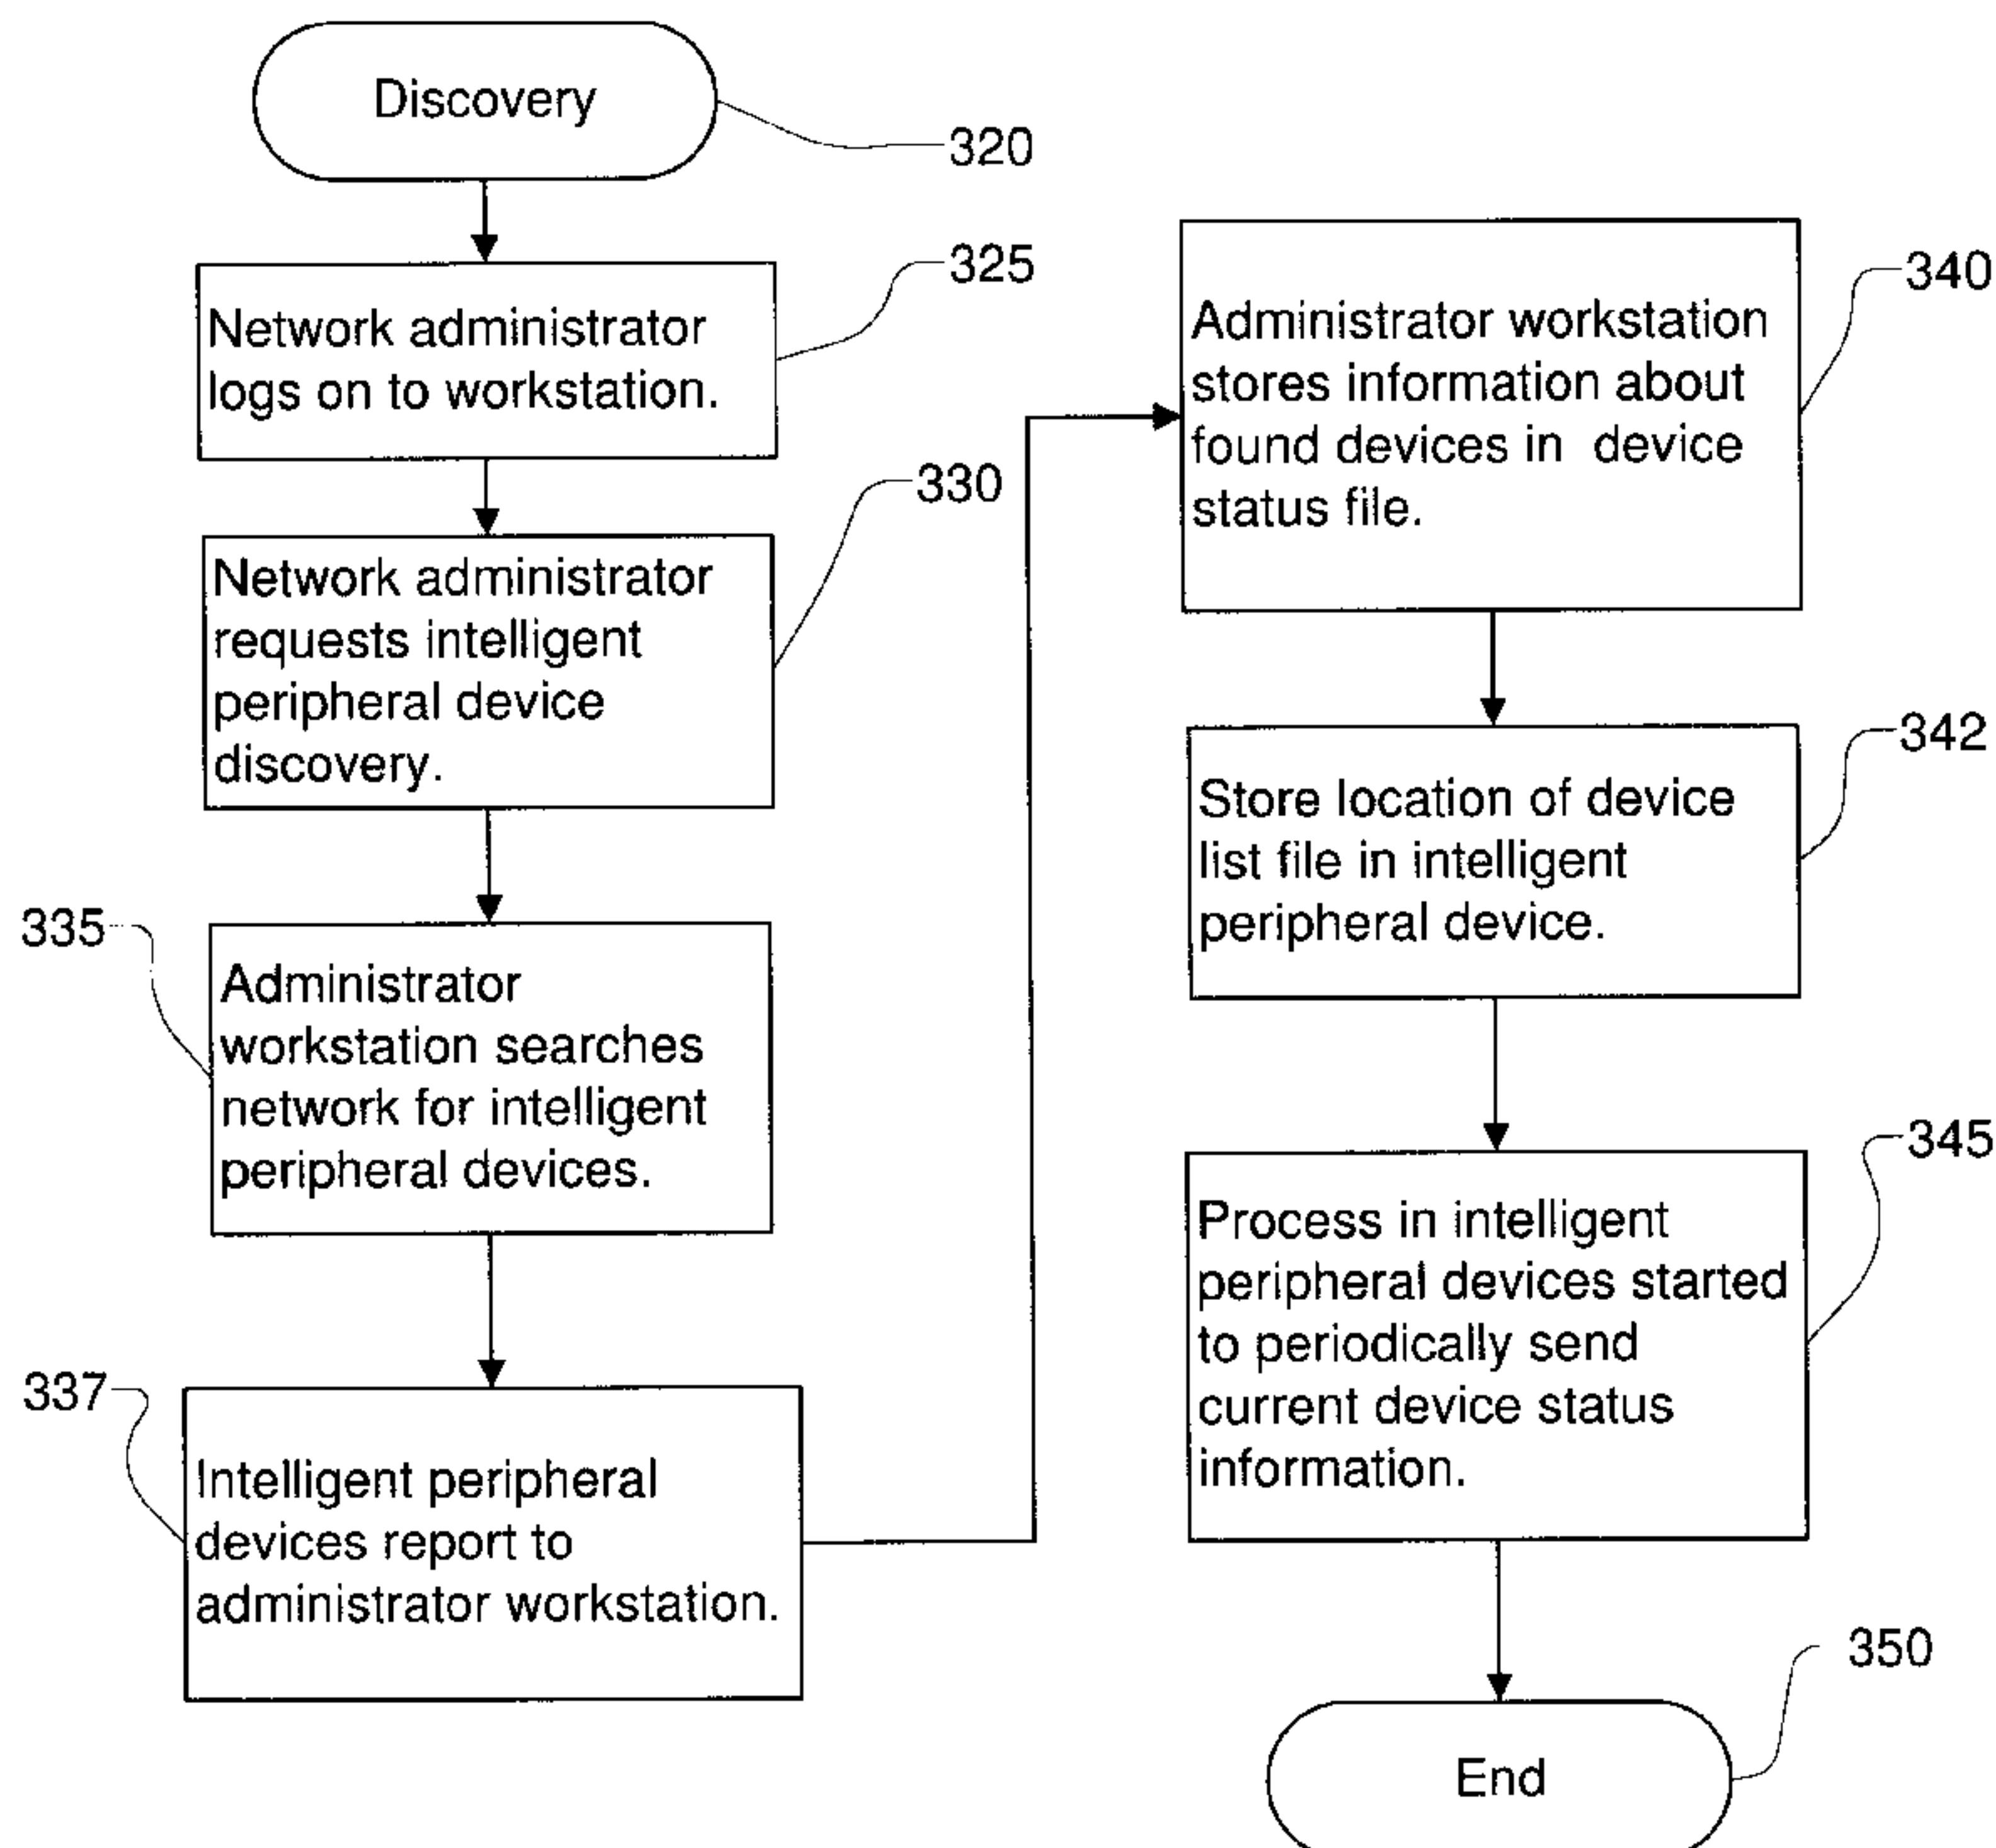 Discovery
320
Network administrator
logs on to workstation.
325
Network administrator
requests intelligent
peripheral device
discovery.
330
Administrator
workstation searches
network for intelligent
peripheral devices.
335
Intelligent peripheral
devices report to
administrator workstation.
337
Administrator workstation
stores information about
found devices in device
status file.
340
Store location of device
list file in intelligent
peripheral device.
342
Process in intelligent
peripheral devices started
to periodically send
current device status
information.
345
End
350